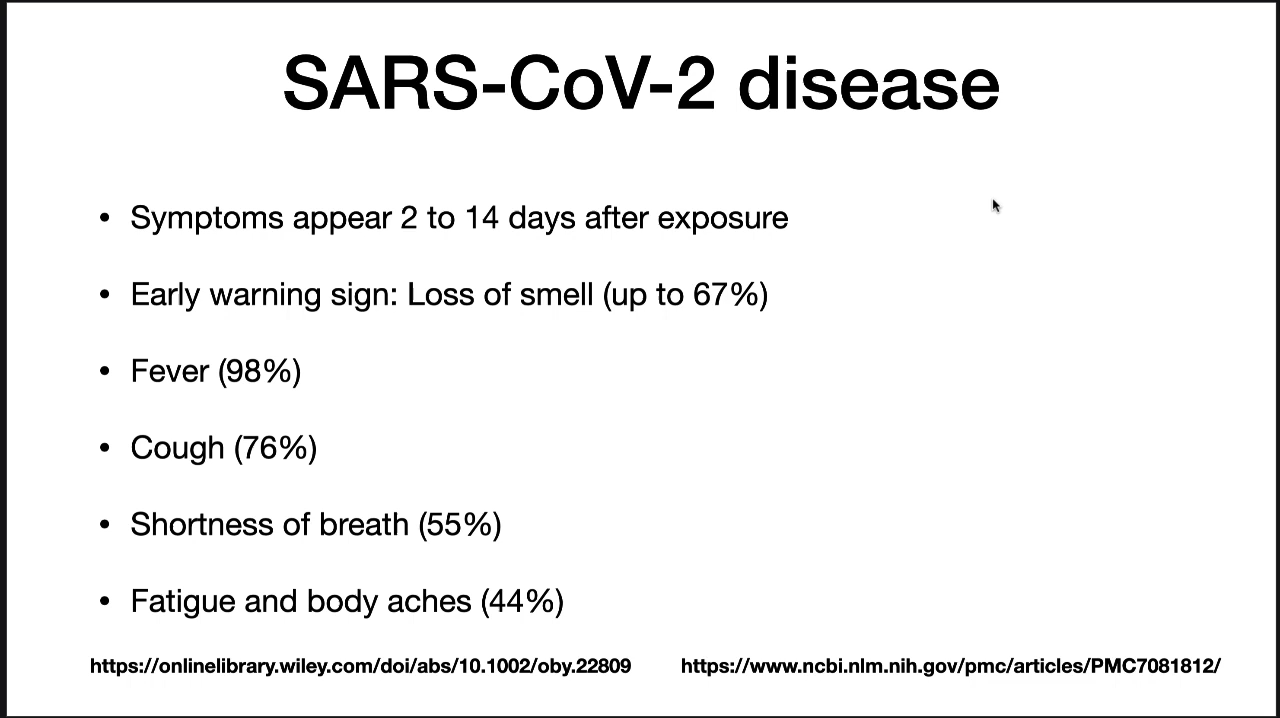 SARS-CoV-2 disease
• Symptoms appear 2 to 14 days after exposure
• Early warning sign: Loss of smell (up to 67%)
• Fever (98%)
• Cough (76%)
• Shortness of breath (55%)
• Fatigue and body aches (44%)
https://onlinelibrary.wiley.com/doi/abs/10.1002/oby.22809 https://www.ncbi.nlm.nih.gov/pmc/articles/PMC7081812/